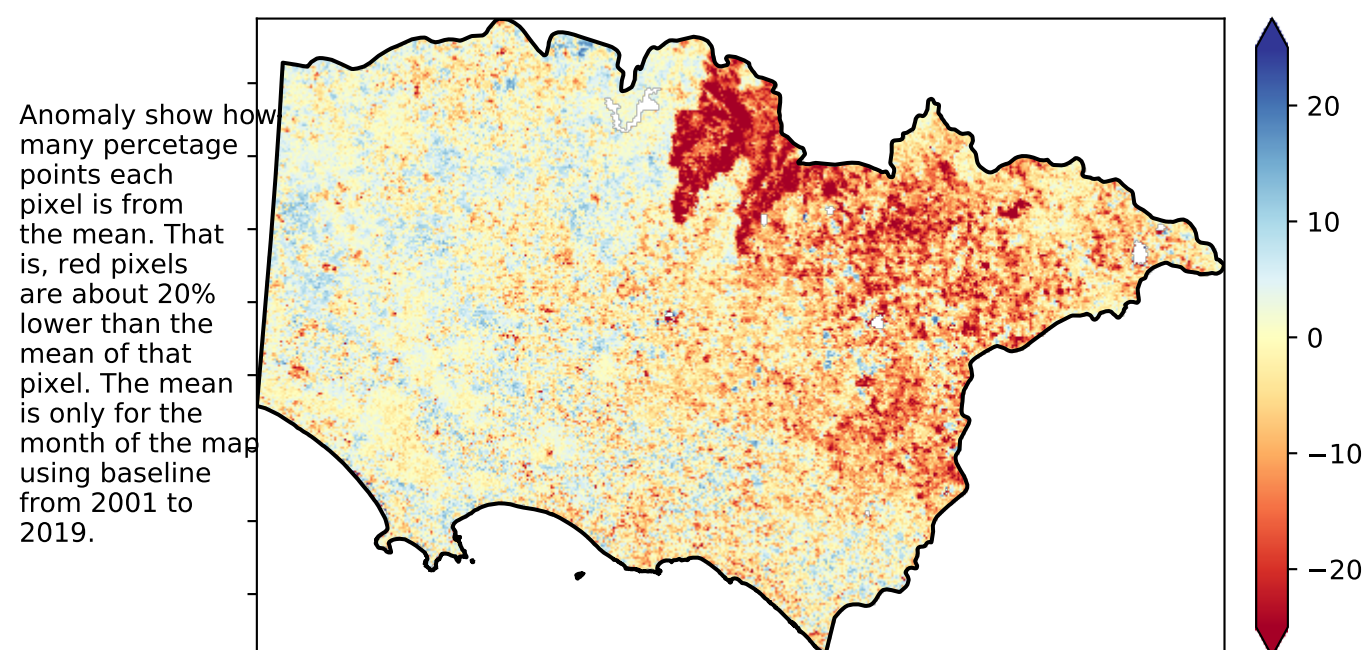 Anomaly show how
many percetage
points each
pixel is from
the mean. That
is, red pixels
are about 20%
lower than the
mean of that
pixel. The mean
is only for the
month of the map
using baseline
from 2001 to
2019.
20
10
0
−10
−20